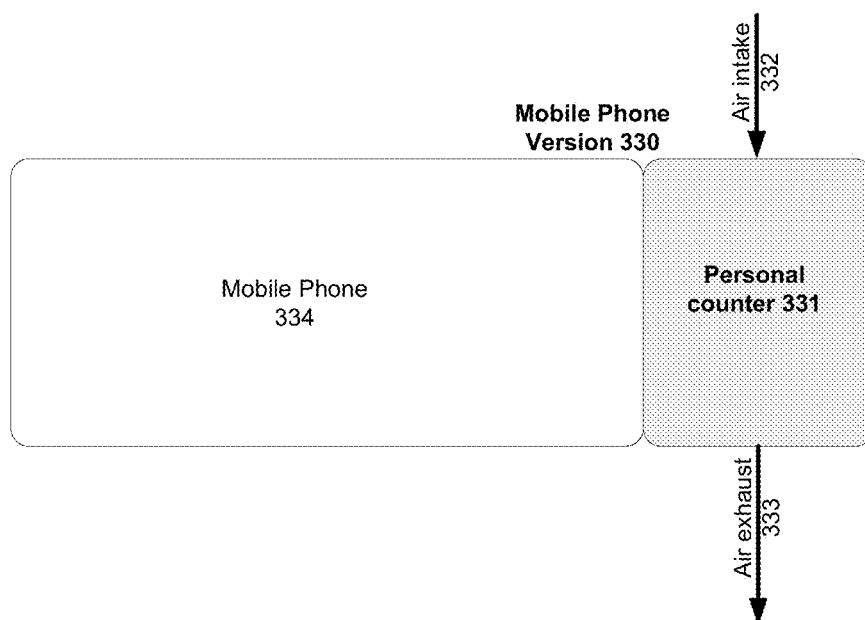 Air intake
332
Mobile Phone
Version 330
Mobile Phone
334
Personal
counter 331
Air exhaust
333